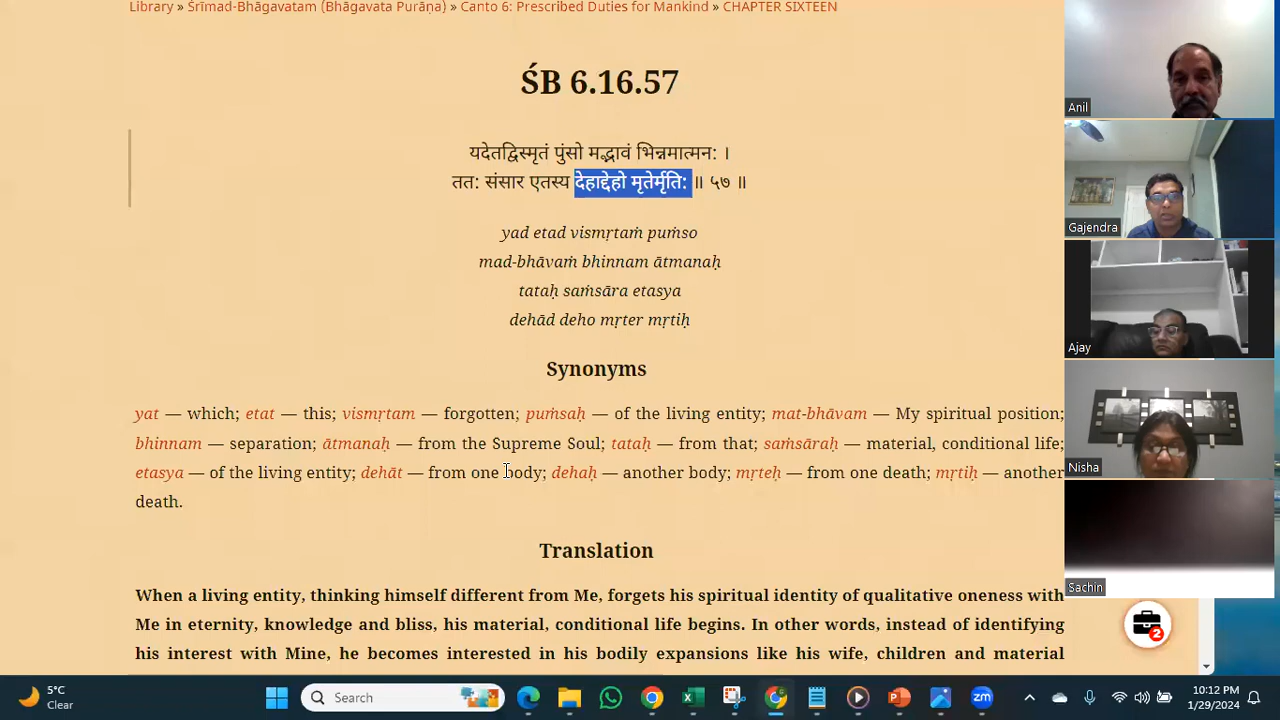 Library » Śrīmad-Bhāgavatam (Bhāgavata Purāṇa) » Canto 6: Prescribed Duties for Mankind » CHAPTER SIXTEEN
ŚB 6.16.57
यदेतद्विस्मृतं पुंसो मद्भावं भिन्नमात्मन: ।
तत: संसार एतस्य देहाद्देहो मृतेर्मृति: ॥ ५७ ॥
yad etad vismṛtaṁ puṁso
mad-bhāvaṁ bhinnam ātmanaḥ
tataḥ saṁsāra etasya
dehād deho mṛter mṛtiḥ
Synonyms
yat — which; etat — this; vismṛtam — forgotten; puṁsaḥ — of the living entity; mat-bhāvam — My spiritual position;
bhinnam — separation; ātmanaḥ — from the Supreme Soul; tataḥ — from that; saṁsāraḥ — material, conditional life;
etasya — of the living entity; dehāt — from one body; dehaḥ — another body; mṛteḥ — from one death; mṛtiḥ — another
death.
Translation
When a living entity, thinking himself different from Me, forgets his spiritual identity of qualitative oneness with
Me in eternity, knowledge and bliss, his material, conditional life begins. In other words, instead of identifying
his interest with Mine, he becomes interested in his bodily expansions like his wife, children and material
Anil
Gajendra
Ajay
Nisha
Sachin
2
5°C
Clear
Search
zm
10:12 PM
1/29/2024